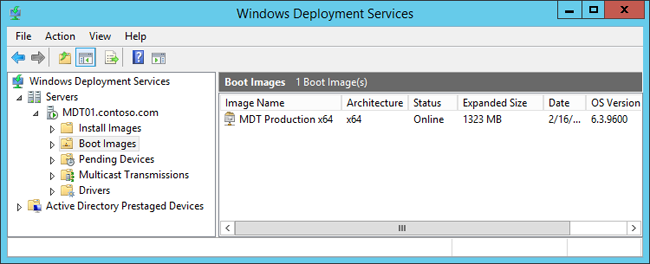 Windows Deployment Services
File Action View Help
Windows Deployment Services
Servers
MDT01.contoso.com
Install Images
Boot Images
Pending Devices
Multicast Transmissions
Drivers
Active Directory Prestaged Devices
Boot Images 1 Boot Image(s)
Image Name Architecture Status Expanded Size Date OS Version
MDT Production x64 x64 Online 1323 MB 2/16/... 6.3.9600